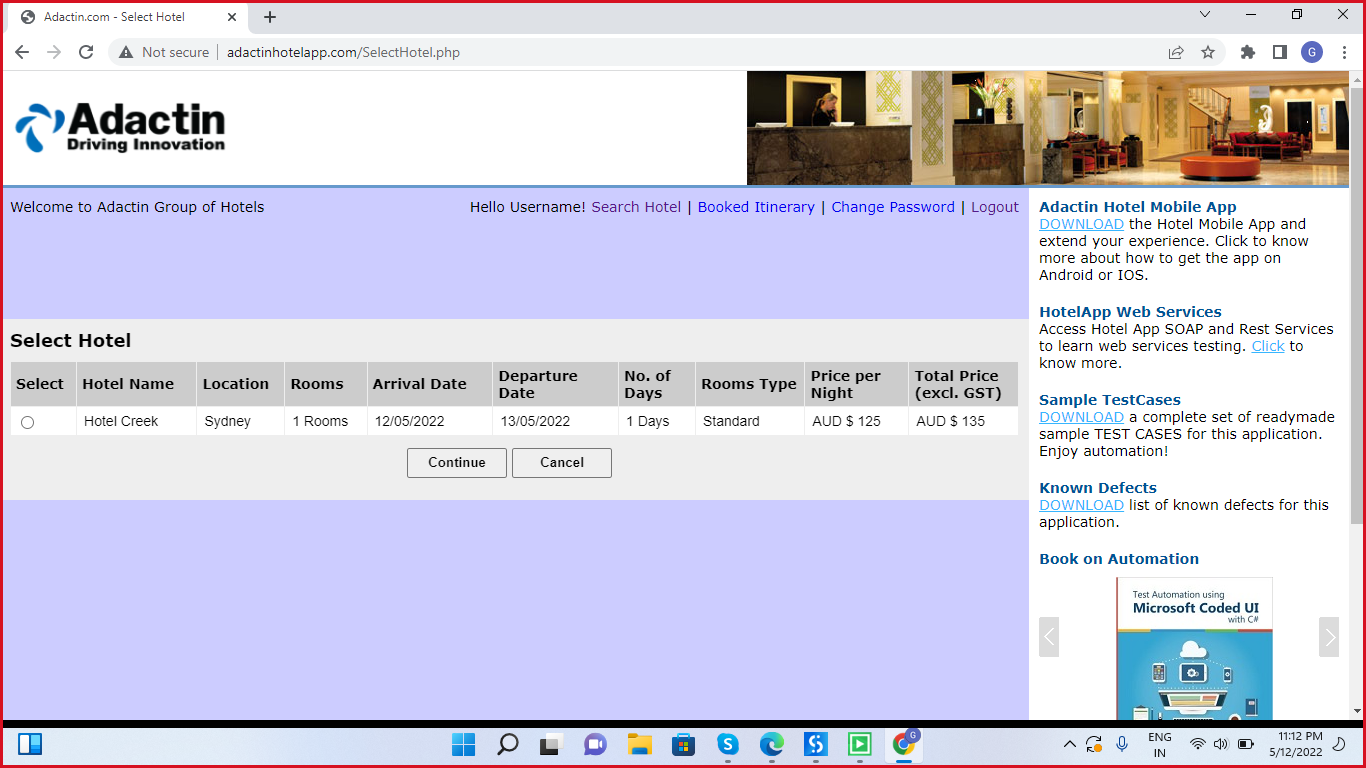 Adactin.com - Select Hotel
Not secure
adactinhotelapp.com/SelectHotel.php
G
Adactin
Driving Innovation
Welcome to Adactin Group of Hotels
Hello Username! Search Hotel | Booked Itinerary | Change Password | Logout
Select Hotel
Select Hotel Name Location Rooms Arrival Date Departure Date No. of Days Rooms Type Price per Night Total Price (excl. GST)
Hotel Creek Sydney 1 Rooms 12/05/2022 13/05/2022 1 Days Standard AUD $ 125 AUD $ 135
Continue Cancel
Adactin Hotel Mobile App
DOWNLOAD the Hotel Mobile App and
extend your experience. Click to know
more about how to get the app on
Android or IOS.
HotelApp Web Services
Access Hotel App SOAP and Rest Services
to learn web services testing. Click to
know more.
Sample TestCases
DOWNLOAD a complete set of readymade
sample TEST CASES for this application.
Enjoy automation!
Known Defects
DOWNLOAD list of known defects for this
application.
Book on Automation
Test Automation using
Microsoft Coded UI
with C#
G
ENG
IN
11:12 PM
5/12/2022